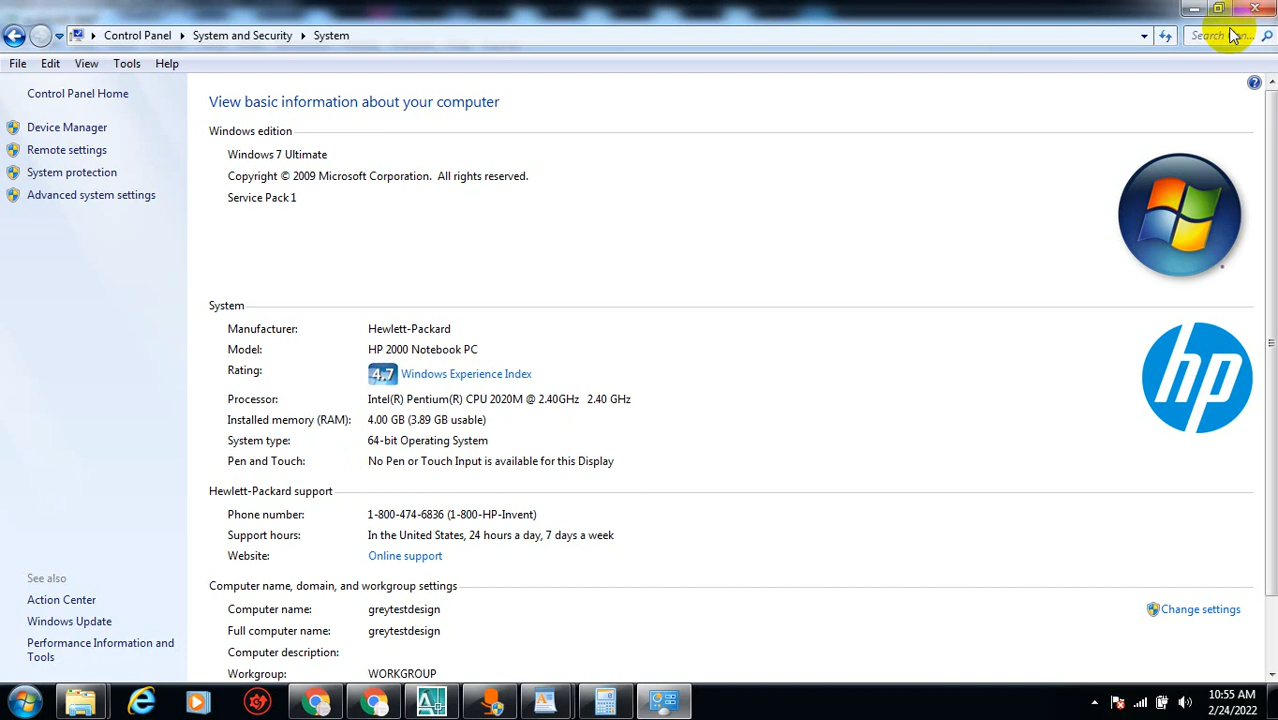 Control Panel System and Security System
Search
File Edit View Tools Help
Control Panel Home
Device Manager
Remote settings
System protection
Advanced system settings
See also
Action Center
Windows Update
Performance Information and
Tools
View basic information about your computer
Windows edition
Windows 7 Ultimate
Copyright © 2009 Microsoft Corporation. All rights reserved.
Service Pack 1
System
Manufacturer: Hewlett-Packard
Model: HP 2000 Notebook PC
Rating: 4.7 Windows Experience Index
Processor: Intel(R) Pentium(R) CPU 2020M @ 2.40GHz 2.40 GHz
Installed memory (RAM): 4.00 GB (3.89 GB usable)
System type: 64-bit Operating System
Pen and Touch: No Pen or Touch Input is available for this Display
hp
Hewlett-Packard support
Phone number: 1-800-474-6836 (1-800-HP-Invent)
Support hours: In the United States, 24 hours a day, 7 days a week
Website: Online support
Computer name, domain, and workgroup settings
Computer name: greytestdesign
Change settings
Full computer name: greytestdesign
Computer description:
Workgroup: WORKGROUP
10:55 AM
2/24/2022